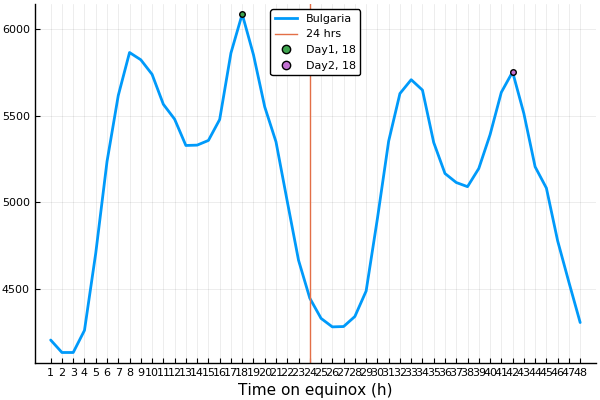 6000
5500
5000
4500
Bulgaria
24 hrs
Day1, 18
Day2, 18
1 2 3 4 5 6 7 8 9 10 11 12 13 14 15 16 17 18 19 20 21 22 23 24 25 26 27 28 29 30 31 32 33 34 35 36 37 38 39 40 41 42 43 44 45 46 47 48
Time on equinox (h)